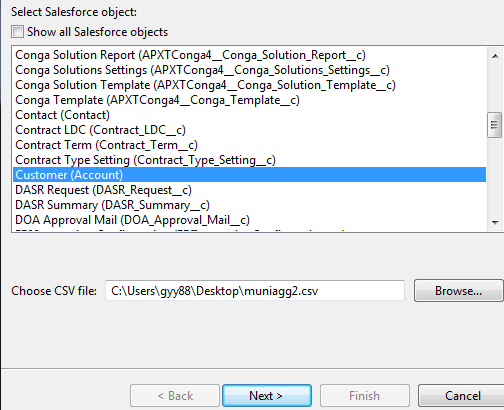 Select Salesforce object:
Show all Salesforce objects
Conga Solution Report (APXTConga4__Conga_Solution_Report__c)
Conga Solutions Settings (APXTConga4__Conga_Solutions_Settings__c)
Conga Solution Template (APXTConga4__Conga_Solution_Template__c)
Conga Template (APXTConga4__Conga_Template__c)
Contact (Contact)
Contract LDC (Contract_LDC__c)
Contract Term (Contract_Term__c)
Contract Type Setting (Contract_Type_Setting__c)
Customer (Account)
DASR Request (DASR_Request__c)
DASR Summary (DASR_Summary__c)
DOA Approval Mail (DOA_Approval_Mail__c)
Choose CSV file: C:\Users\gyy88\Desktop\muniagg2.csv Browse...
< Back Next > Finish Cancel